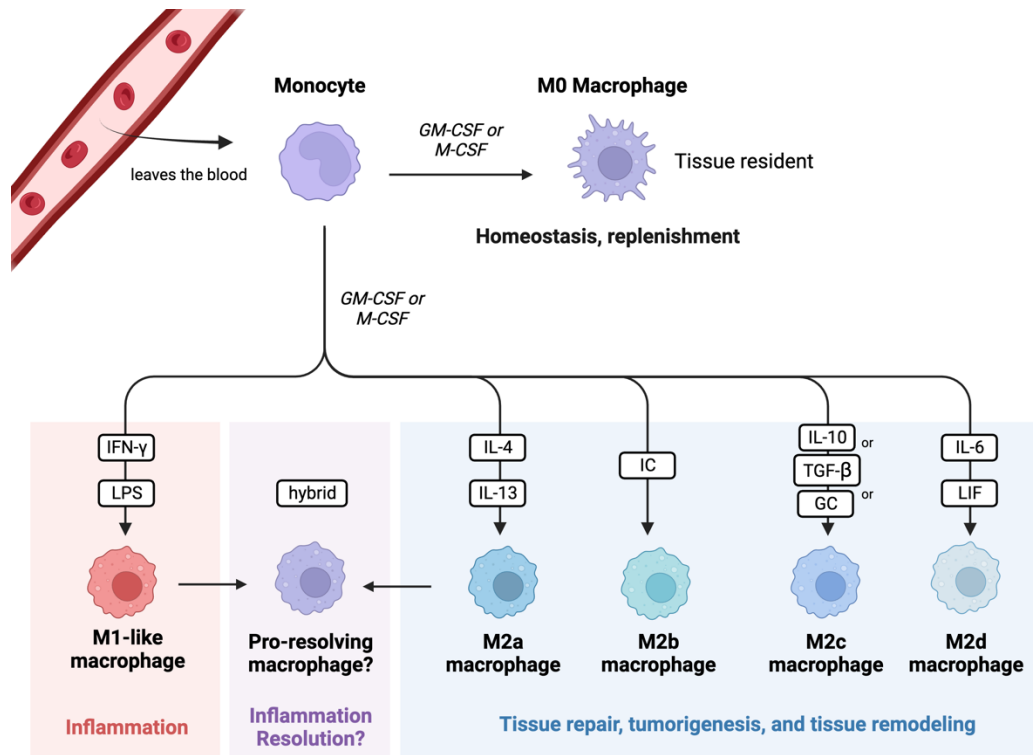 Monocyte
M0 Macrophage
GM-CSF or
M-CSF
leaves the blood
Tissue resident
Homeostasis, replenishment
GM-CSF or
M-CSF
IFN-γ
LPS
hybrid
IL-4
IL-13
IC
IL-10 or
TGF-β
or
GC
IL-6
LIF
M1-like
macrophage
Pro-resolving
macrophage?
M2a
macrophage
M2b
macrophage
M2c
macrophage
M2d
macrophage
Inflammation
Inflammation
Resolution?
Tissue repair, tumorigenesis, and tissue remodeling